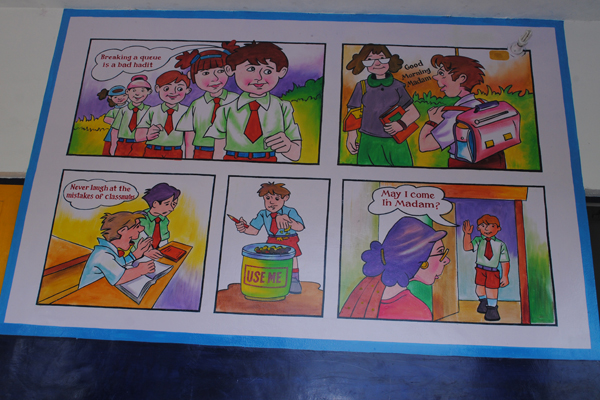 Breaking a queue
is a bad habit
Good
Morning
Madam
Never laugh at the
mistakes of classmate
USE ME
May I come
In Madam?